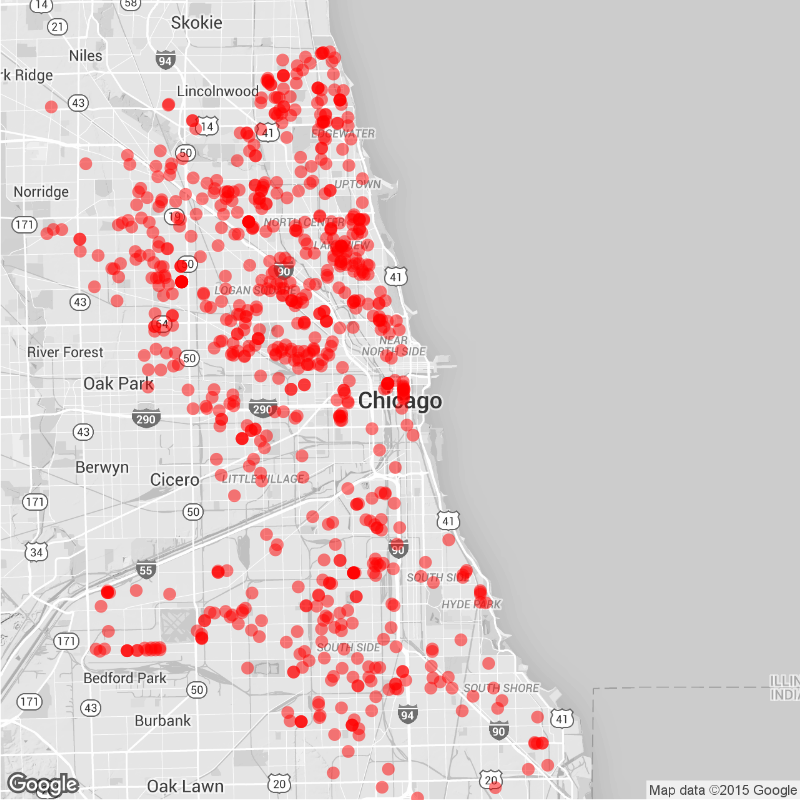 14
58
21
Skokie
Niles
94
rk Ridge
Lincolnwood
43
14
41
EDGEWATER
50
UPTOWN
Norridge
171
19
NORTH CENTER
LAKEVIEW
50
90
41
LOGAN SQUARE
43
64
NEAR
NORTH SIDE
River Forest
50
Oak Park
Chicago
290
290
43
Berwyn
Cicero
LITTLE VILLAGE
171
50
41
34
90
55
SOUTH SIDE
HYDE PARK
171
SOUTH SIDE
Bedford Park
ILLIN
INDIA
50
SOUTH SHORE
171
43
94
41
Burbank
90
Google
Oak Lawn
20
20
Map data ©2015 Google